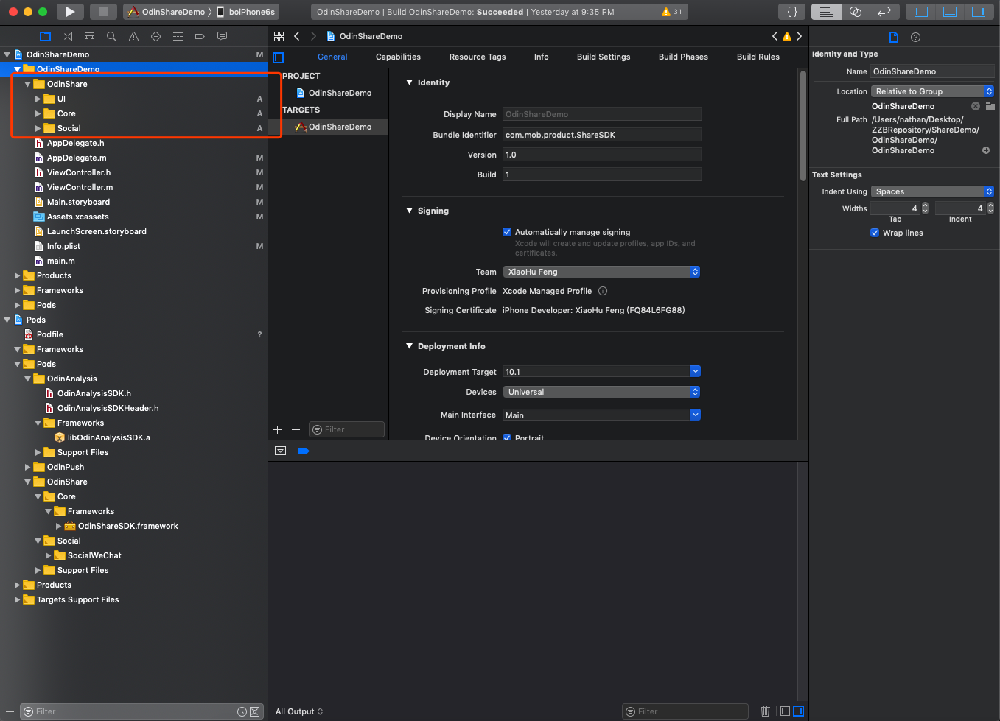 OdinShareDemo
boiPhone6s
OdinShareDemo | Build OdinShareDemo: Succeeded | Yesterday at 9:35 PM
31
{}
OdinShareDemo M
OdinShareDemo
OdinShare
UI A
Core A
Social A
AppDelegate.h
AppDelegate.m M
ViewController.h M
ViewController.m M
Main.storyboard M
Assets.xcassets M
LaunchScreen.storyboard
Info.plist M
main.m
Products
Frameworks
Pods
Pods
Podfile ?
Frameworks
Pods
OdinAnalysis
OdinAnalysisSDK.h
OdinAnalysisSDKHeader.h
Frameworks
libOdinAnalysisSDK.a
Support Files
OdinPush
OdinShare
Core
Frameworks
OdinShareSDK.framework
Social
SocialWeChat
Support Files
Products
Targets Support Files
Filter
OdinShareDemo
General Capabilities Resource Tags Info Build Settings Build Phases Build Rules
PROJECT
OdinShareDemo
TARGETS
OdinShareDemo
Filter
Identity
Display Name OdinShareDemo
Bundle Identifier com.mob.product.ShareSDK
Version 1.0
Build 1
Signing
Automatically manage signing
Xcode will create and update profiles, app IDs, and
certificates.
Team XiaoHu Feng
Provisioning Profile Xcode Managed Profile
Signing Certificate iPhone Developer: XiaoHu Feng (FQ84L6FG88)
Deployment Info
Deployment Target 10.1
Devices Universal
Main Interface Main
Device Orientation Portrait
All Output
Filter
Identity and Type
Name OdinShareDemo
Location Relative to Group
OdinShareDemo
Full Path /Users/nathan/Desktop/
ZZBRepository/ShareDemo/
OdinShareDemo/
OdinShareDemo
Text Settings
Indent Using Spaces
Widths 4 4
Tab Indent
Wrap lines